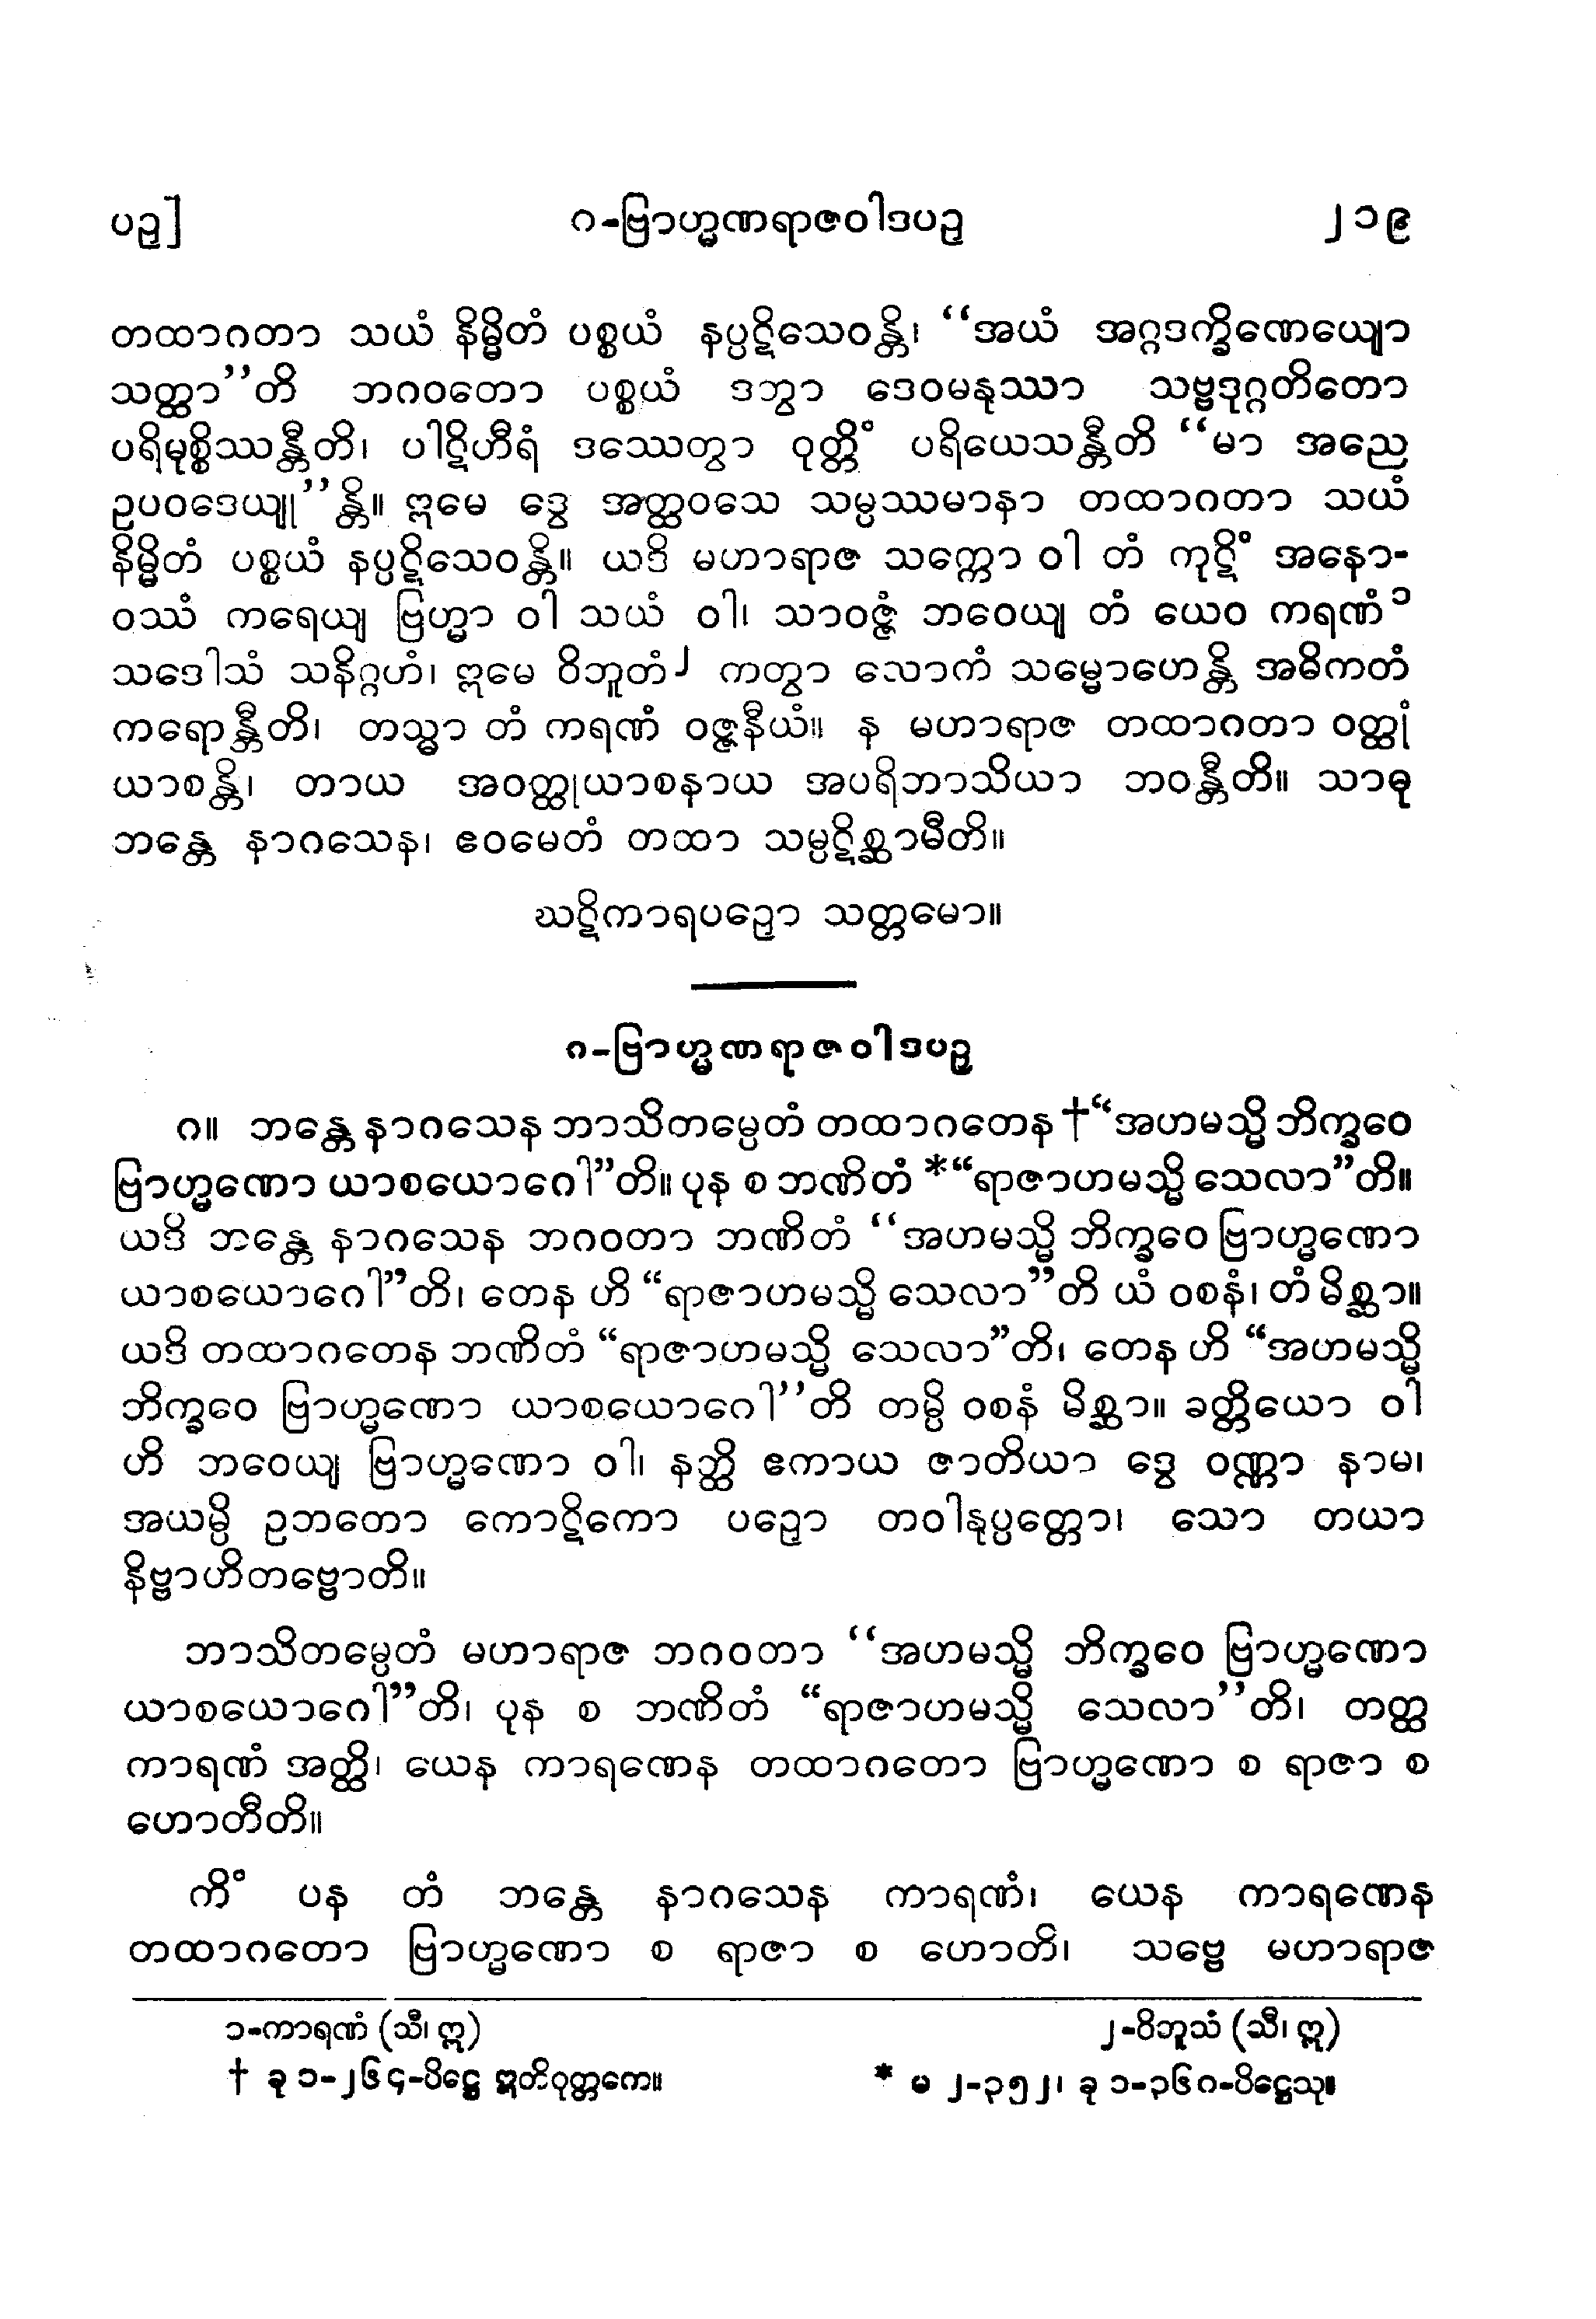 ပဉှ]
ဂ-ဗြာဟ္မဏရာဇဝါဒပဉှ
၂၁၉
တထာဂတာ သယံ နိမ္မိတံ ပစ္စယံ နပ္ပဋိသေဝန္တိ၊ “အယံ အဂ္ဂဒက္ခိဏေယျော
သတ္ထာ”တိ ဘဂဝတော ပစ္စယံ ဒတွာ ဒေဝမနုဿာ သဗ္ဗဒုဂ္ဂတိတော
ပရိမုစ္စိဿန္တီတိ၊ ပါဋိဟီရံ ဒဿေတွာ ဝုတ္တိံ ပရိယေသန္တီတိ “မာ အညေ
ဥပဝဒေယျု”န္တိ။ ဣမေ ဒွေ အတ္ထဝသေ သမ္ပဿမာနာ တထာဂတာ သယံ
နိမ္မိတံ ပစ္စယံ နပ္ပဋိသေဝန္တိ။ ယဒိ မဟာရာဇ သက္ကော ဝါ တံ ကုဋိံ အနော-
ဝဿံ ကရေယျ ဗြဟ္မာ ဝါ သယံ ဝါ၊ သာဝဇ္ဇံ ဘဝေယျ တံ ယေဝ ကရဏံ၁
သဒေါသံ သနိဂ္ဂဟံ၊ ဣမေ ဝိဘူတံ၂ ကတွာ လောကံ သမ္မောဟေန္တိ အဓိကတံ
ကရောန္တီတိ၊ တသ္မာ တံ ကရဏံ ဝဇ္ဇနီယံ။ န မဟာရာဇ တထာဂတာ ဝတ္ထုံ
ယာစန္တိ၊ တာယ အဝတ္ထုယာစနာယ အပရိဘာသိယာ ဘဝန္တီတိ။ သာဓု
ဘန္တေ နာဂသေန၊ ဧဝမေတံ တထာ သမ္ပဋိစ္ဆာမီတိ။
ဃဋိကာရပဉှော သတ္တမော။
ဂ-ဗြာဟ္မဏရာဇဝါဒပဉှ
ဂ။ ဘန္တေ နာဂသေန ဘာသိတမ္ပေတံ တထာဂတေန †“အဟမသ္မိ ဘိက္ခဝေ
ဗြာဟ္မဏော ယာစယောဂေါ”တိ။ ပုန စ ဘဏိတံ *“ရာဇာဟမသ္မိ သေလာ”တိ။
ယဒိ ဘန္တေ နာဂသေန ဘဂဝတာ ဘဏိတံ “အဟမသ္မိ ဘိက္ခဝေ ဗြာဟ္မဏော
ယာစယောဂေါ”တိ၊ တေန ဟိ “ရာဇာဟမသ္မိ သေလာ”တိ ယံ ဝစနံ၊ တံ မိစ္ဆာ။
ယဒိ တထာဂတေန ဘဏိတံ “ရာဇာဟမသ္မိ သေလာ”တိ၊ တေန ဟိ “အဟမသ္မိ
ဘိက္ခဝေ ဗြာဟ္မဏော ယာစယောဂေါ”တိ တမ္ပိ ဝစနံ မိစ္ဆာ။ ခတ္တိယော ဝါ
ဟိ ဘဝေယျ ဗြာဟ္မဏော ဝါ၊ နတ္ထိ ဧကာယ ဇာတိယာ ဒွေ ဝဏ္ဏာ နာမ၊
အယမ္ပိ ဥဘတော ကောဋိကော ပဉှော တဝါနုပ္ပတ္တော၊ သော တယာ
နိဗ္ဗာဟိတဗ္ဗောတိ။
ဘာသိတမ္ပေတံ မဟာရာဇ ဘဂဝတာ “အဟမသ္မိ ဘိက္ခဝေ ဗြာဟ္မဏော
ယာစယောဂေါ”တိ၊ ပုန စ ဘဏိတံ “ရာဇာဟမသ္မိ သေလာ”တိ၊ တတ္ထ
ကာရဏံ အတ္ထိ၊ ယေန ကာရဏေန တထာဂတော ဗြာဟ္မဏော စ ရာဇာ စ
ဟောတီတိ။
ကိံ ပန တံ ဘန္တေ နာဂသေန ကာရဏံ၊ ယေန ကာရဏေန
တထာဂတော ဗြာဟ္မဏော စ ရာဇာ စ ဟောတိ၊ သဗ္ဗေ မဟာရာဇ
၁-ကာရဏံ (သီ၊ ဣ)
၂-ဝိဘူသံ (သီ၊ ဣ)
† ခု ၁-၂၆၄-ပိဋ္ဌေ ဣတိဝုတ္တကေ။
* မ ၂-၃၅၂၊ ခု ၁-၃၆၀-ပိဋ္ဌေသု။